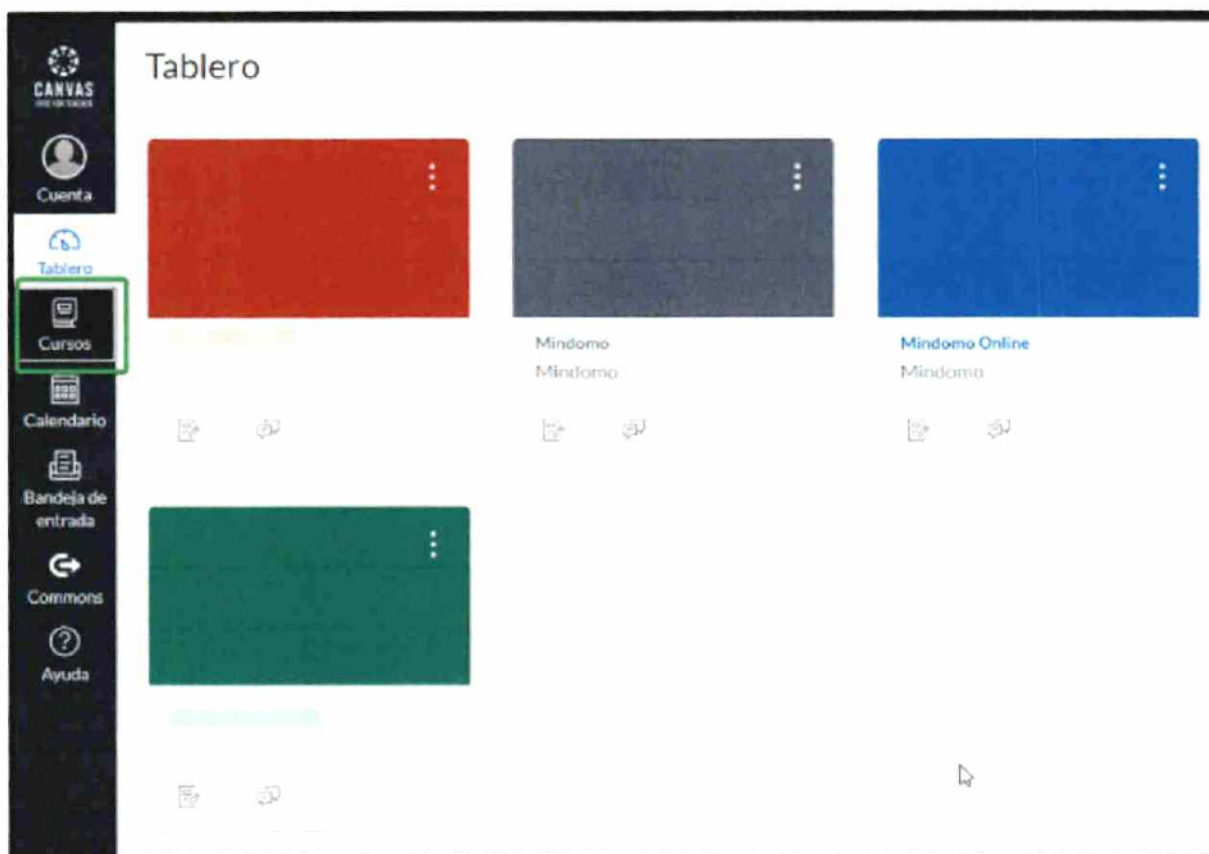 CANVAS
Tablero
Cuenta
Tablero
Cursos
Calendario
Bandeja de
entrada
Commons
Ayuda
Mindomo
Mindomo
Mindomo Online
Mindomo